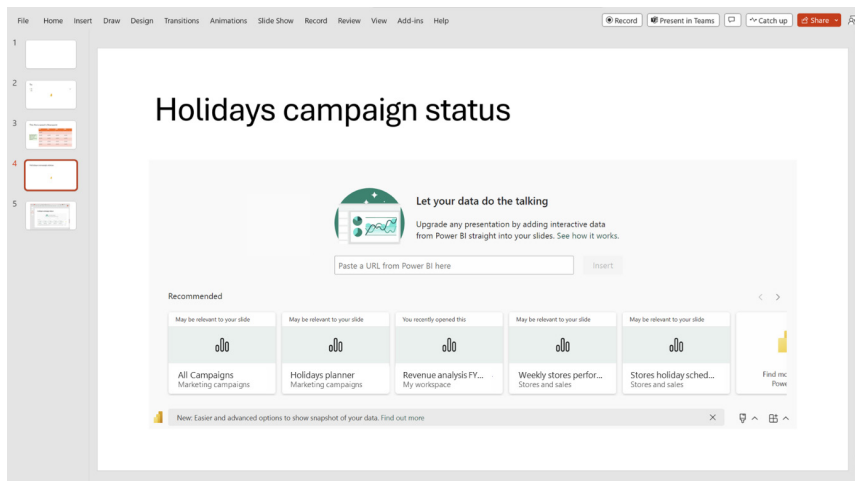 File Home Insert Draw Design Transitions Animations Slide Show Record Review View Add-ins Help
Record Present in Teams Catch up Share
1
2
3
4
5
Holidays campaign status
Let your data do the talking
Upgrade any presentation by adding interactive data
from Power BI straight into your slides. See how it works.
Paste a URL from Power BI here Insert
Recommended
May be relevant to your slide May be relevant to your slide You recently opened this May be relevant to your slide May be relevant to your slide
All Campaigns Holidays planner Revenue analysis FY... Weekly stores perfor... Stores holiday sched... Find mo
Marketing campaigns Marketing campaigns My workspace Stores and sales Stores and sales Powe
New: Easier and advanced options to show snapshot of your data. Find out more